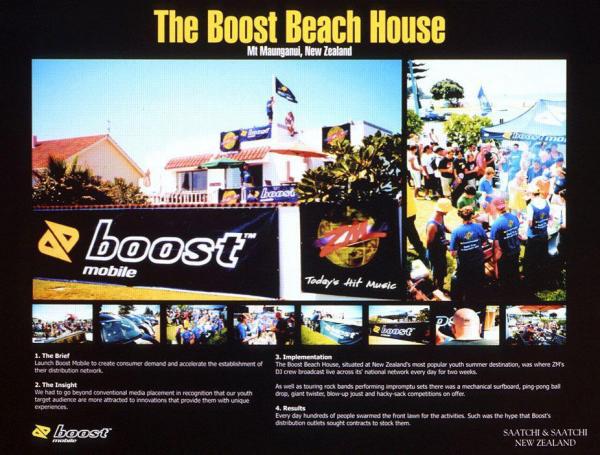 The Boost Beach House
Mt Maunganui, New Zealand
boost
boost
boost mobile
boost™
mobile
ZM
Today's Hit Music
1. The Brief
Launch Boost Mobile to create consumer demand and accelerate the establishment of
their distribution network.
2. The Insight
We had to go beyond conventional media placement in recognition that our youth
target audience are more attracted to innovations that provide them with unique
experiences.
3. Implementation
The Boost Beach House, situated at New Zealand's most popular youth summer destination, was where ZM's
DJ crew broadcast live across its national network every day for two weeks.
As well as touring rock bands performing impromptu sets there was a mechanical surfboard, ping-pong ball
drop, giant twister, blow-up joust and hacky-sack competitions on offer.
4. Results
Every day hundreds of people swarmed the front lawn for the activities. Such was the hype that Boost's
distribution outlets sought contracts to stock them.
boost
mobile
SAATCHI & SAATCHI
NEW ZEALAND